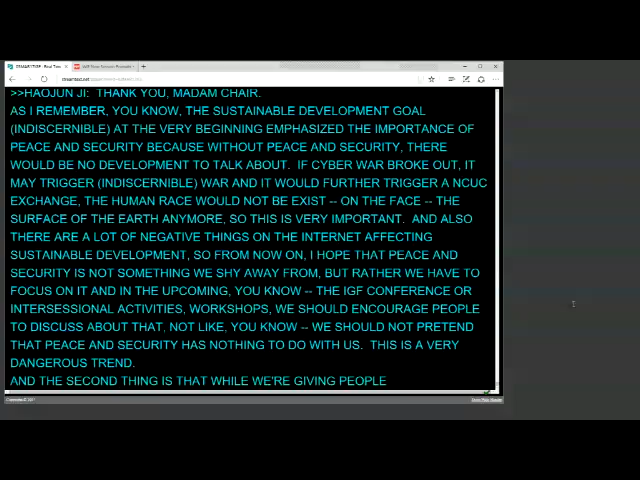 >>HAOJUN JI:  THANK YOU, MADAM CHAIR.
AS I REMEMBER, YOU KNOW, THE SUSTAINABLE DEVELOPMENT GOAL
(INDISCERNIBLE) AT THE VERY BEGINNING EMPHASIZED THE IMPORTANCE OF
PEACE AND SECURITY BECAUSE WITHOUT PEACE AND SECURITY, THERE
WOULD BE NO DEVELOPMENT TO TALK ABOUT.  IF CYBER WAR BROKE OUT, IT
MAY TRIGGER (INDISCERNIBLE) WAR AND IT WOULD FURTHER TRIGGER A NCUC
EXCHANGE, THE HUMAN RACE WOULD NOT BE EXIST -- ON THE FACE -- THE
SURFACE OF THE EARTH ANYMORE, SO THIS IS VERY IMPORTANT.  AND ALSO
THERE ARE A LOT OF NEGATIVE THINGS ON THE INTERNET AFFECTING
SUSTAINABLE DEVELOPMENT, SO FROM NOW ON, I HOPE THAT PEACE AND
SECURITY IS NOT SOMETHING WE SHY AWAY FROM, BUT RATHER WE HAVE TO
FOCUS ON IT AND IN THE UPCOMING, YOU KNOW -- THE IGF CONFERENCE OR
INTERSESSIONAL ACTIVITIES, WORKSHOPS, WE SHOULD ENCOURAGE PEOPLE
TO DISCUSS ABOUT THAT, NOT LIKE, YOU KNOW -- WE SHOULD NOT PRETEND
THAT PEACE AND SECURITY HAS NOTHING TO DO WITH US.  THIS IS A VERY
DANGEROUS TREND.
AND THE SECOND THING IS THAT WHILE WE'RE GIVING PEOPLE